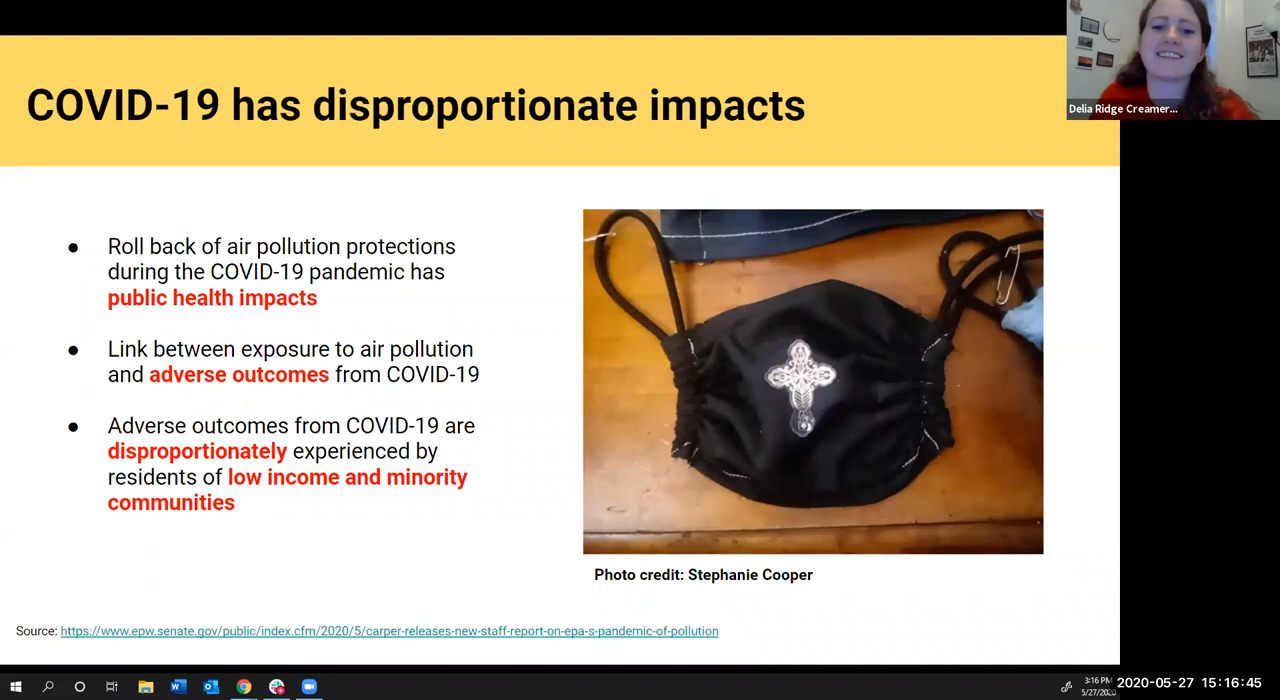 COVID-19 has disproportionate impacts
Delia Ridge Creamer...
● Roll back of air pollution protections
during the COVID-19 pandemic has
public health impacts
● Link between exposure to air pollution
and adverse outcomes from COVID-19
● Adverse outcomes from COVID-19 are
disproportionately experienced by
residents of low income and minority
communities
Photo credit: Stephanie Cooper
Source: https://www.epw.senate.gov/public/index.cfm/2020/5/carper-releases-new-staff-report-on-epa-s-pandemic-of-pollution
3:16 PM
5/27/2020
2020-05-27 15:16:45